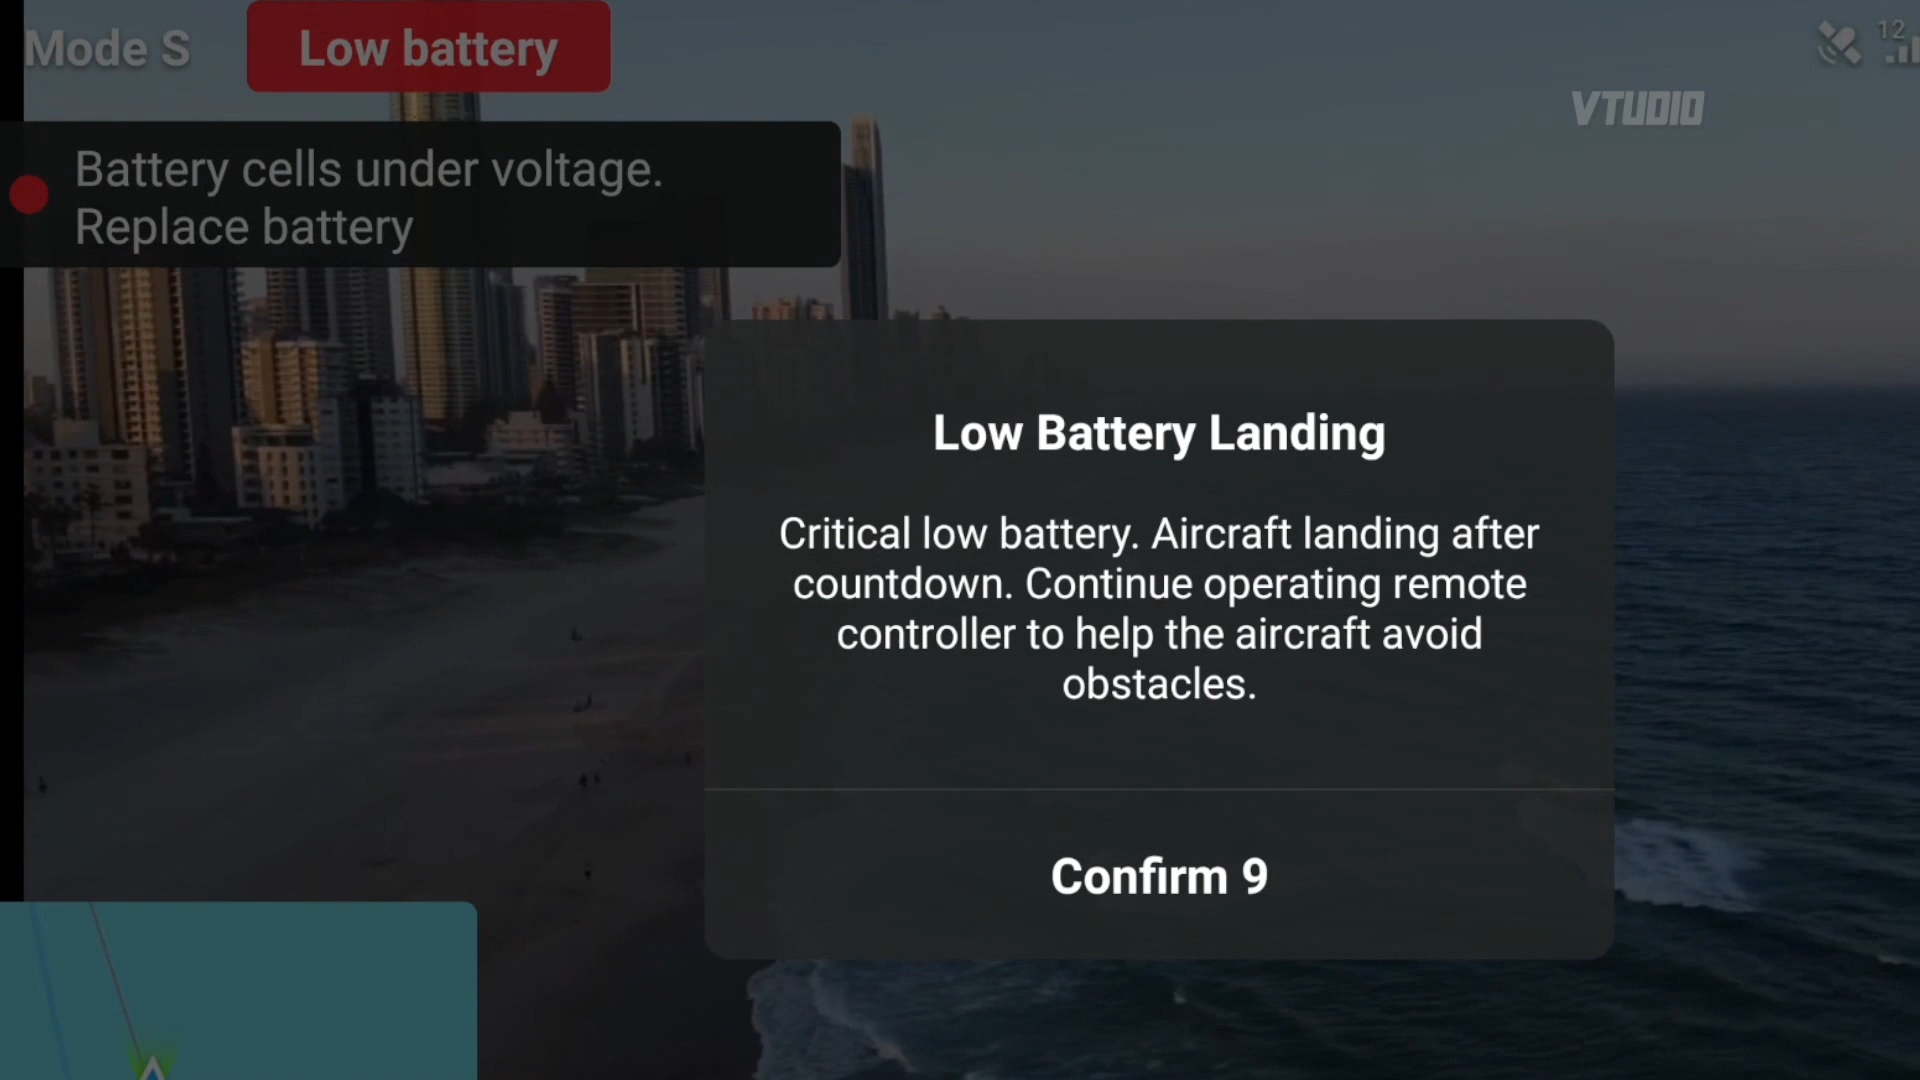 Mode S
Low battery
12
VTUDIO
Battery cells under voltage.
Replace battery
Low Battery Landing
Critical low battery. Aircraft landing after
countdown. Continue operating remote
controller to help the aircraft avoid
obstacles.
Confirm 9